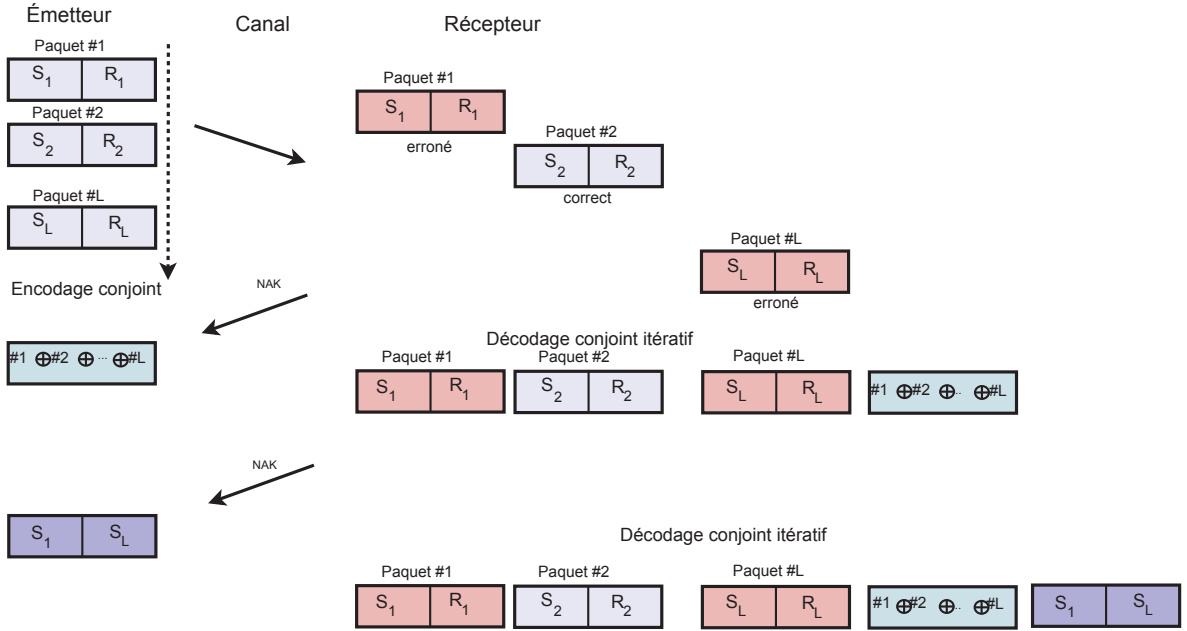 Émetteur
Canal
Récepteur
Paquet #1
S1 R1
Paquet #2
S2 R2
Paquet #L
SL RL
Encodage conjoint
#1 ⊕#2 ⊕ ... ⊕#L
Paquet #1
S1 R1
erroné
Paquet #2
S2 R2
correct
Paquet #L
SL RL
erroné
NAK
Décodage conjoint itératif
Paquet #1
S1 R1
Paquet #2
S2 R2
Paquet #L
SL RL
#1 ⊕#2 ⊕.. ⊕#L
NAK
S1 SL
Décodage conjoint itératif
Paquet #1
S1 R1
Paquet #2
S2 R2
Paquet #L
SL RL
#1 ⊕#2 ⊕.. ⊕#L
S1 SL